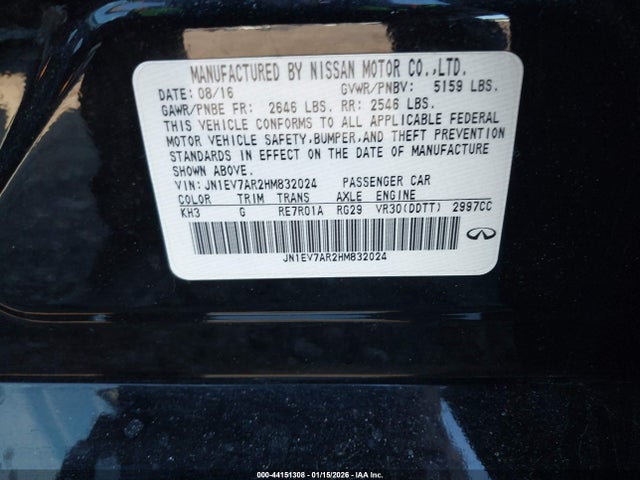 MANUFACTURED BY NISSAN MOTOR CO.,LTD.
DATE: 08/16 GVWR/PNBV: 5159 LBS.
GAWR/PNBE FR: 2646 LBS. RR: 2546 LBS.
THIS VEHICLE CONFORMS TO ALL APPLICABLE FEDERAL
MOTOR VEHICLE SAFETY,BUMPER,AND THEFT PREVENTION
STANDARDS IN EFFECT ON THE DATE OF MANUFACTURE
SHOWN ABOVE.
VIN: JN1EV7AR2HM832024 PASSENGER CAR
COLOR TRIM TRANS AXLE ENGINE
KH3 G RE7R01A RG29 VR30(DDTT) 2997CC
JN1EV7AR2HM832024
000-44151308 - 01/15/2026 - IAA Inc.